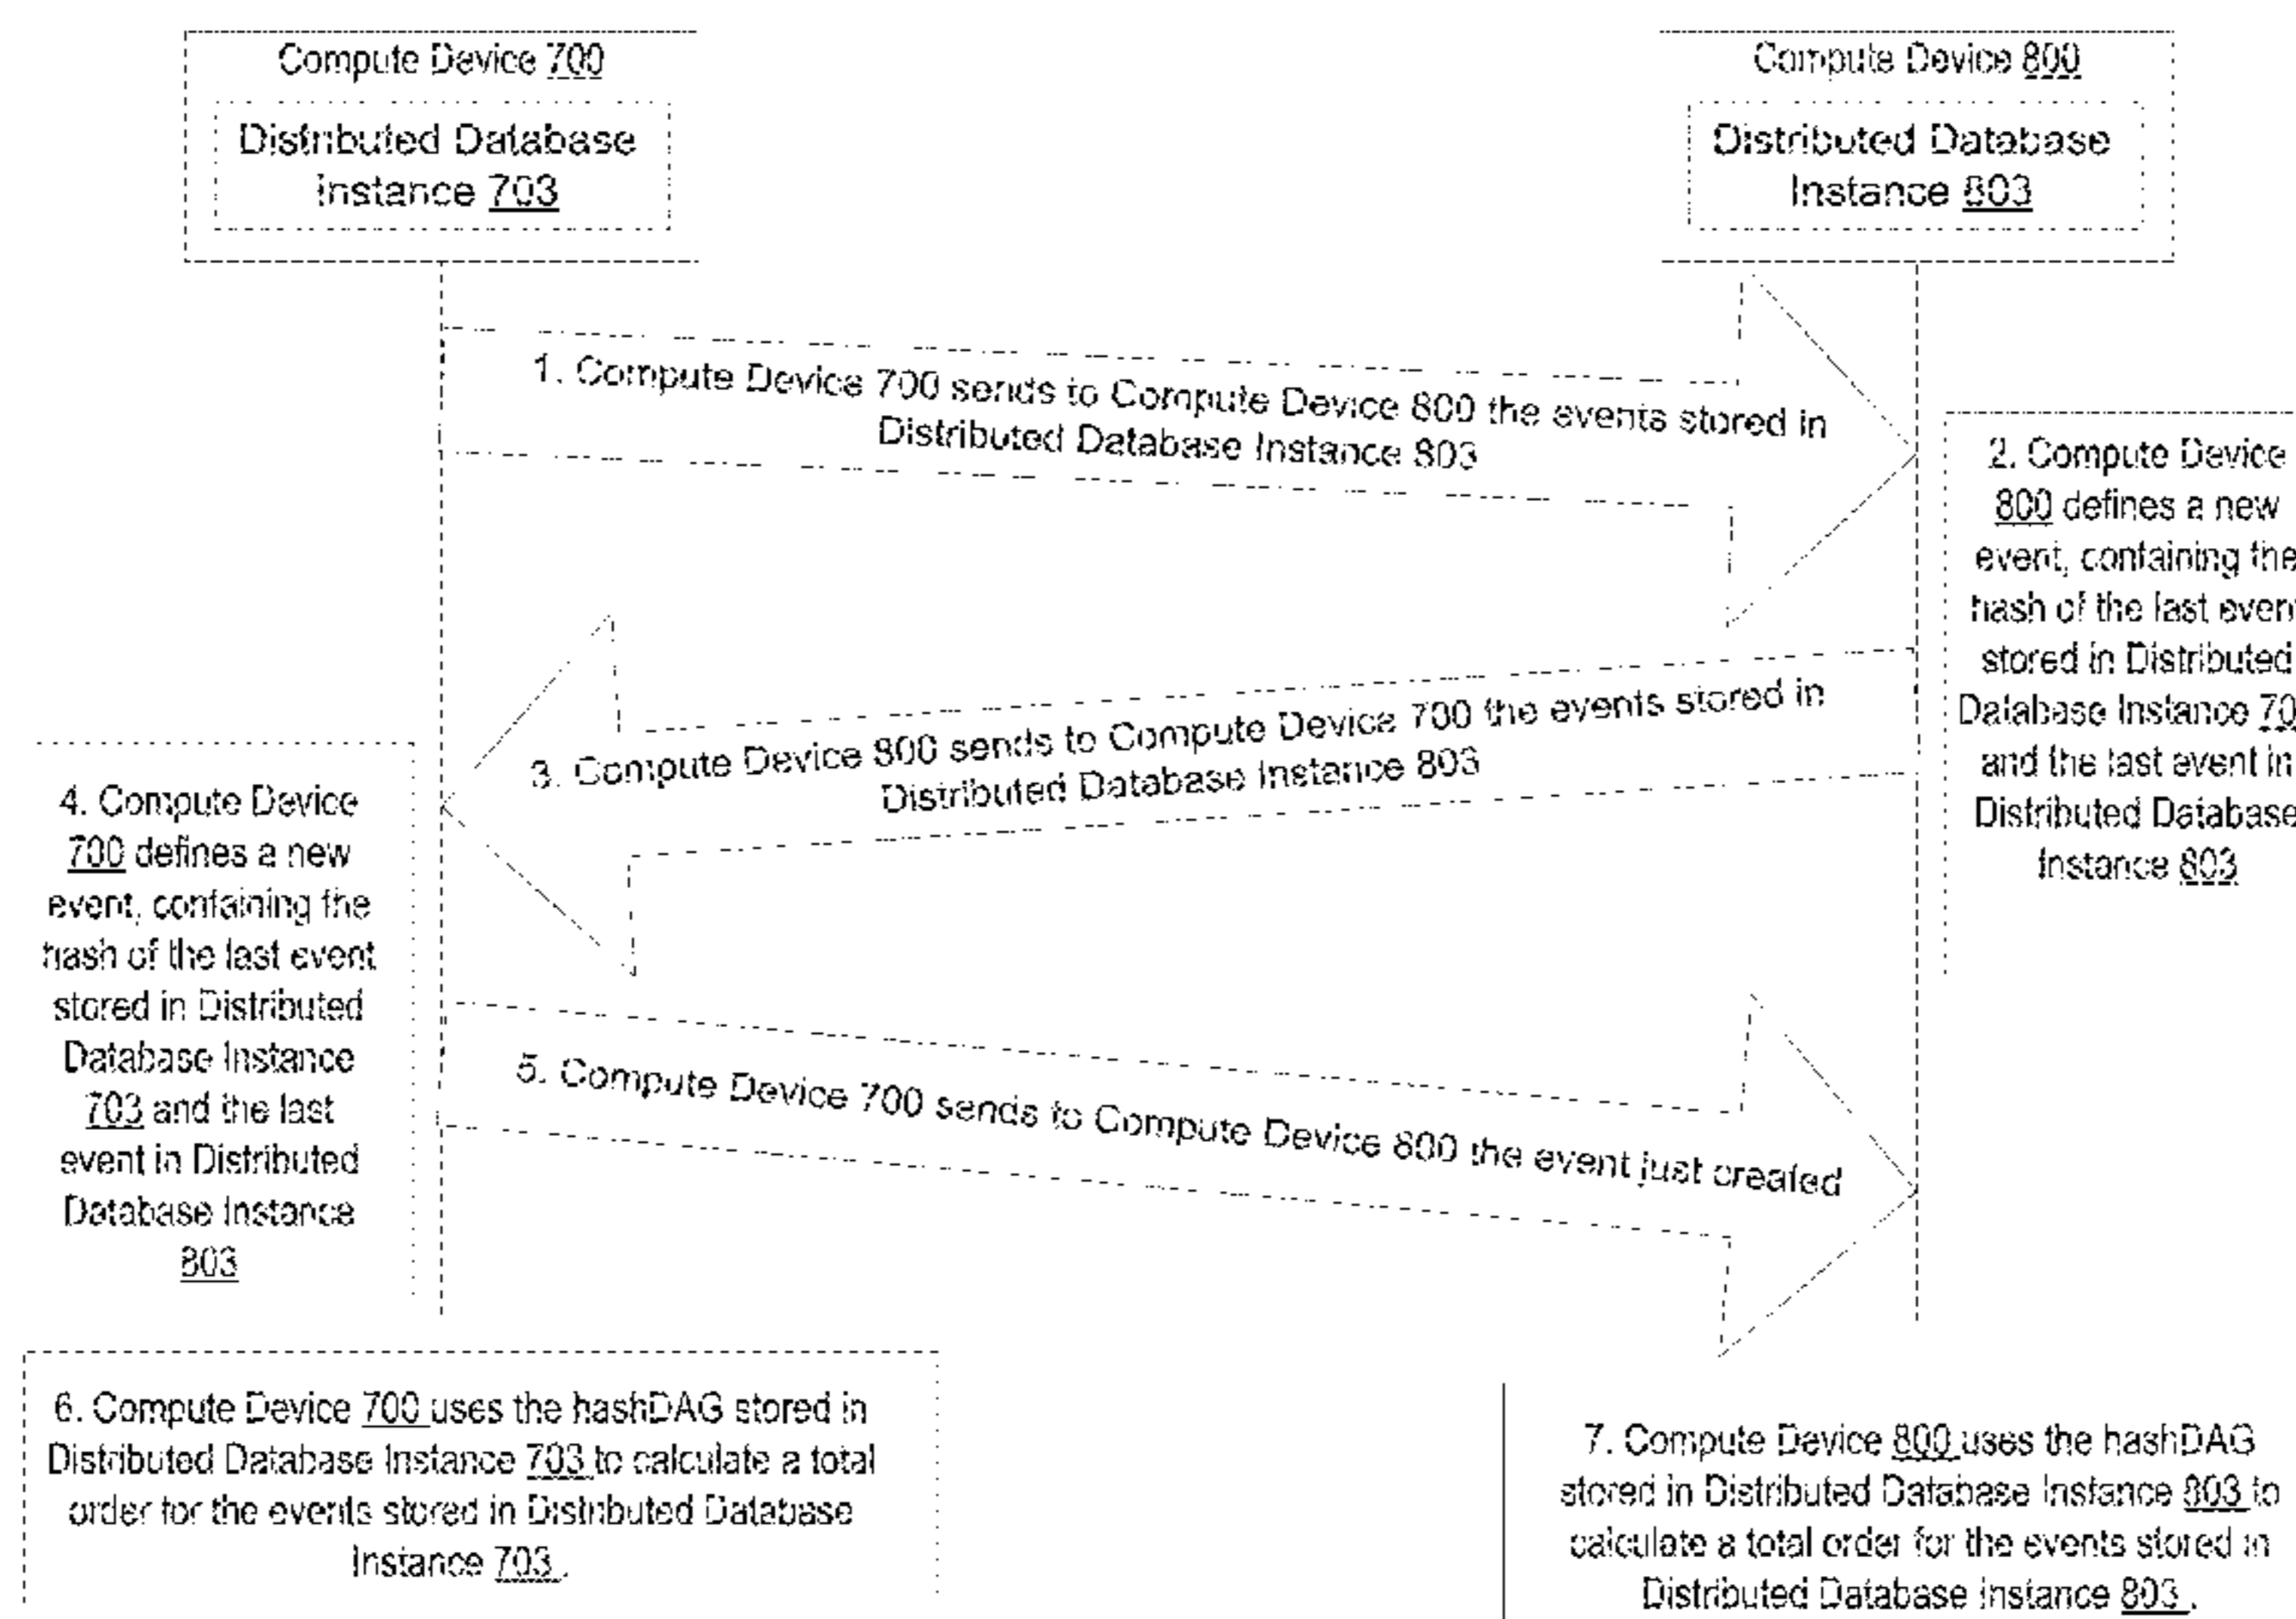 Compute Device 700
Distributed Database
Instance 703
Compute Device 800
Distributed Database
Instance 803
1. Compute Device 700 sends to Compute Device 800 the events stored in
Distributed Database Instance 803
2. Compute Device
800 defines a new
event, containing the
hash of the last event
stored in Distributed
Database Instance 70
and the last event in
Distributed Database
Instance 803
3. Compute Device 800 sends to Compute Device 700 the events stored in
Distributed Database Instance 803
4. Compute Device
700 defines a new
event, containing the
hash of the last event
stored in Distributed
Database Instance
703 and the last
event in Distributed
Database Instance
803
5. Compute Device 700 sends to Compute Device 800 the event just created
6. Compute Device 700 uses the hashDAG stored in
Distributed Database Instance 703 to calculate a total
order for the events stored in Distributed Database
Instance 703.
7. Compute Device 800 uses the hashDAG
stored in Distributed Database Instance 803 to
calculate a total order for the events stored in
Distributed Database Instance 803.